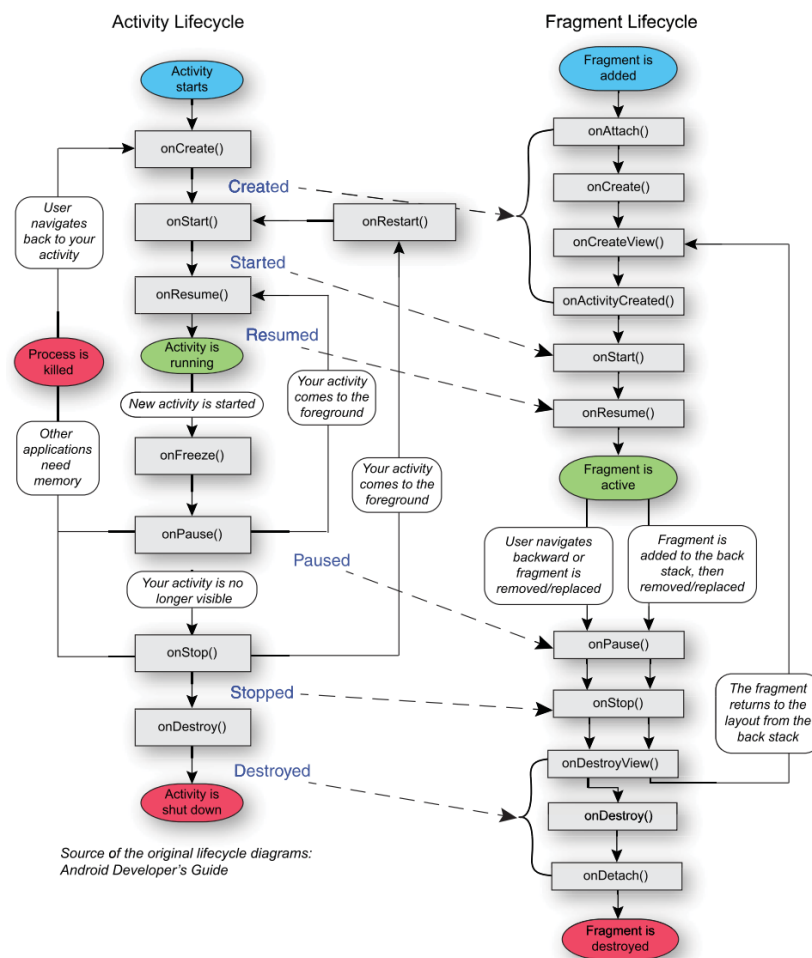 Activity Lifecycle
Activity
starts
onCreate()
User
navigates
back to your
activity
onStart()
onRestart()
onResume()
Process is
killed
Activity is
running
New activity is started
Your activity
comes to the
foreground
Other
applications
need
memory
onFreeze()
Your activity
comes to the
foreground
onPause()
Your activity is no
longer visible
onStop()
onDestroy()
Activity is
shut down
Source of the original lifecycle diagrams:
Android Developer's Guide
Created
Started
Resumed
Paused
Stopped
Destroyed
Fragment Lifecycle
Fragment is
added
onAttach()
onCreate()
onCreateView()
onActivityCreated()
onStart()
onResume()
Fragment is
active
User navigates
backward or
fragment is
removed/replaced
Fragment is
added to the back
stack, then
removed/replaced
onPause()
onStop()
The fragment
returns to the
layout from the
back stack
onDestroyView()
onDestroy()
onDetach()
Fragment is
destroyed